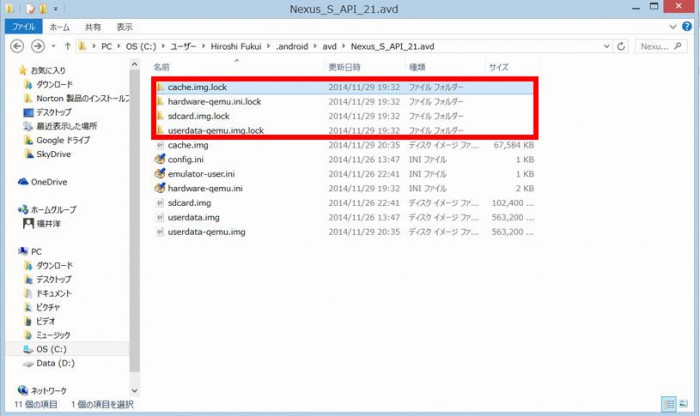 Nexus_S_API_21.avd
ファイル ホーム 共有 表示
PC OS (C:) ユーザー Hiroshi Fukui .android avd Nexus_S_API_21.avd Nexu...
名前 更新日時 種類 サイズ
お気に入り
ダウンロード
Norton 製品のインストールフ
デスクトップ
最近表示した場所
Google ドライブ
SkyDrive
OneDrive
ホームグループ
福井洋
PC
ダウンロード
デスクトップ
ドキュメント
ピクチャ
ビデオ
ミュージック
OS (C:)
Data (D:)
ネットワーク
cache.img.lock 2014/11/29 19:32 ファイル フォルダー
hardware-qemu.ini.lock 2014/11/29 19:32 ファイル フォルダー
sdcard.img.lock 2014/11/29 19:32 ファイル フォルダー
userdata-qemu.img.lock 2014/11/29 19:32 ファイル フォルダー
cache.img 2014/11/29 20:35 ディスク イメージ ファ... 67,584 KB
config.ini 2014/11/26 13:47 INI ファイル 1 KB
emulator-user.ini 2014/11/26 22:41 INI ファイル 1 KB
hardware-qemu.ini 2014/11/29 19:32 INI ファイル 2 KB
sdcard.img 2014/11/26 22:41 ディスク イメージ ファ... 102,400 ...
userdata.img 2014/11/26 13:47 ディスク イメージ ファ... 563,200 ...
userdata-qemu.img 2014/11/29 20:35 ディスク イメージ ファ... 563,200 ...
11 個の項目 1 個の項目を選択